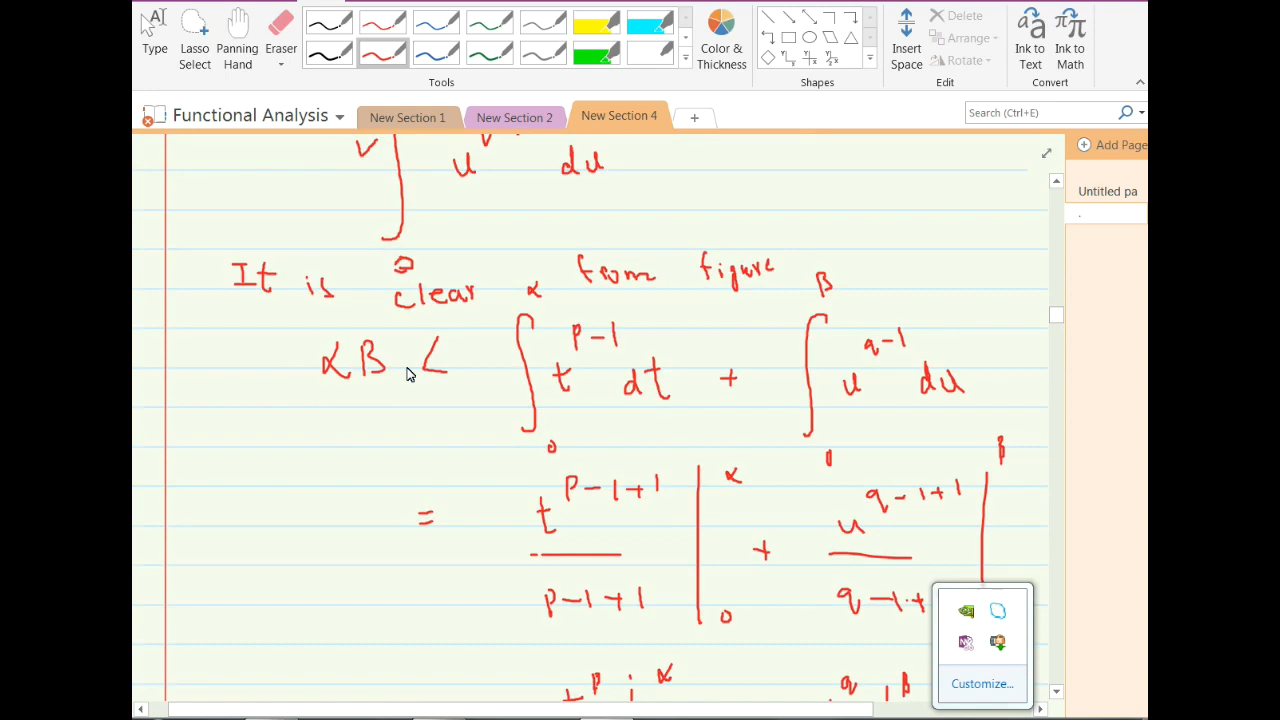 Type
Lasso Select
Panning Hand
Eraser
Color & Thickness
Insert Space
Delete
Arrange
Rotate
Ink to Text
Ink to Math
Tools
Shapes
Edit
Convert
Functional Analysis
New Section 1
New Section 2
New Section 4
+
Search (Ctrl+E)
Add Page
Untitled pa
.
∫ u du
0
It is clear from figure
αβ < ∫₀^α t^{p-1} dt + ∫₀^β u^{q-1} du
= t^{p-1+1} / p-1+1 |₀^α + u^{q-1+1} / q-1+ |^β
p α q β
Customize...